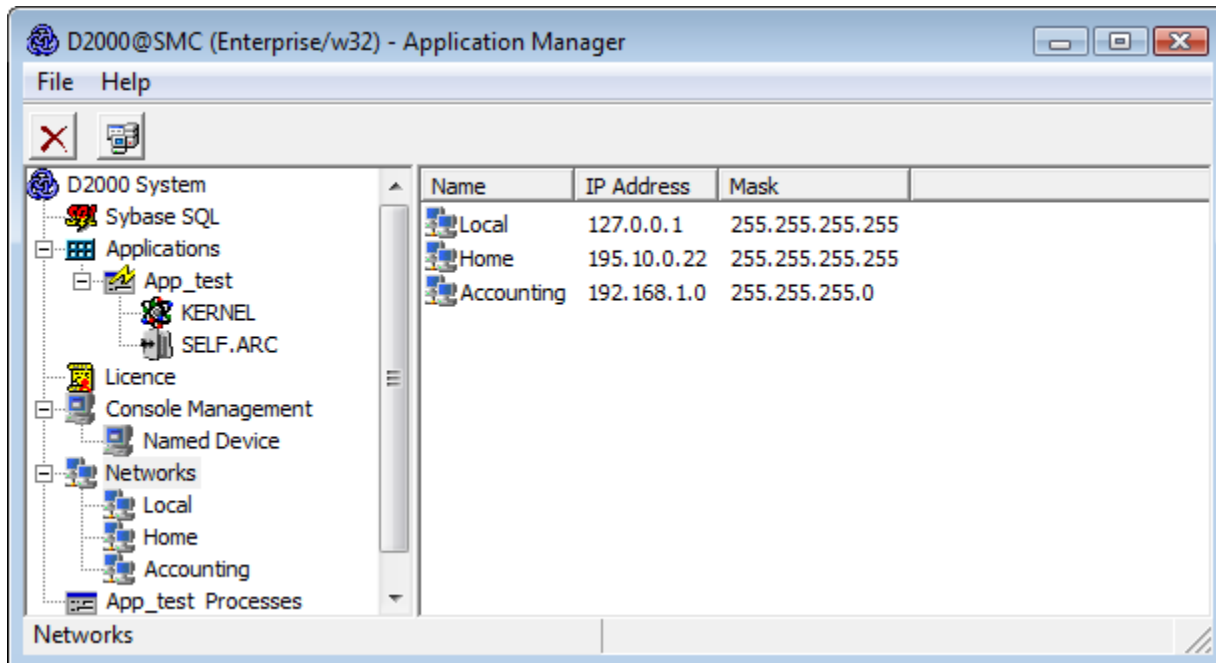 D2000@SMC (Enterprise/w32) - Application Manager
File Help
D2000 System
Sybase SQL
Applications
App_test
KERNEL
SELF.ARC
Licence
Console Management
Named Device
Networks
Local
Home
Accounting
App_test Processes
Name IP Address Mask
Local 127.0.0.1 255.255.255.255
Home 195.10.0.22 255.255.255.255
Accounting 192.168.1.0 255.255.255.0
Networks